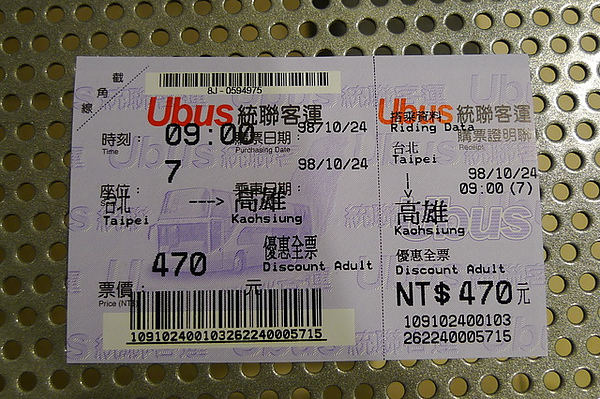 截角線
8J-0594975
Ubus 統聯客運
時刻: 09:00 購票日期 98/10/24
Time Purchasing Date
7 98/10/24
座位: 乘車日期:
台北 ---> 高雄
Taipei Kaohsiung
470 優惠全票
Discount Adult
票價: 元
Price (NT$)
109102400103262240005715
Ubus 統聯客運
搭乘資料 購票證明聯
Riding Data Receipt
台北
Taipei
98/10/24
09:00 (7)
↓
高雄
Kaohsiung
優惠全票
Discount Adult
NT$ 470元
109102400103
262240005715